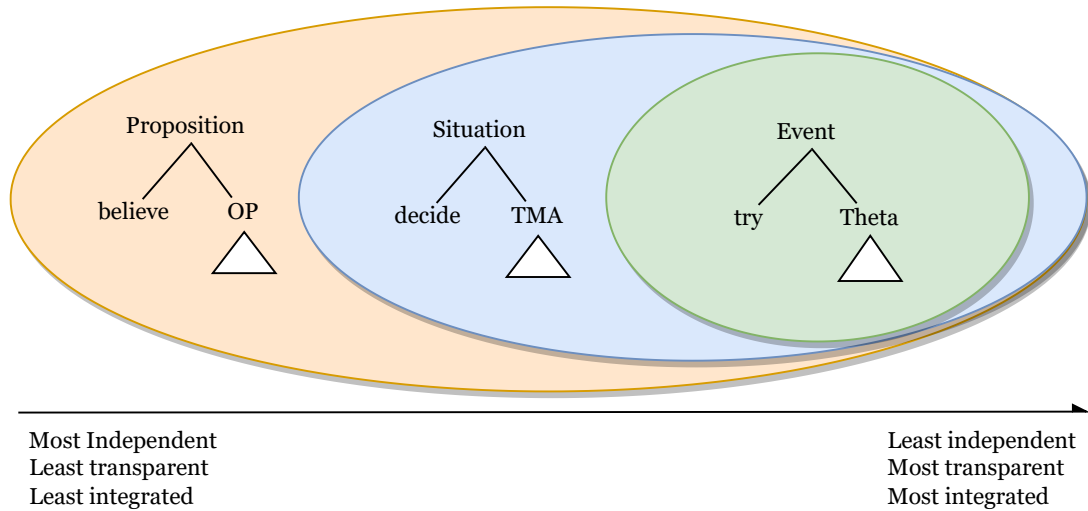 Proposition
Situation
Event
believe
OP
decide
TMA
try
Theta
Most Independent
Least transparent
Least integrated
Least independent
Most transparent
Most integrated